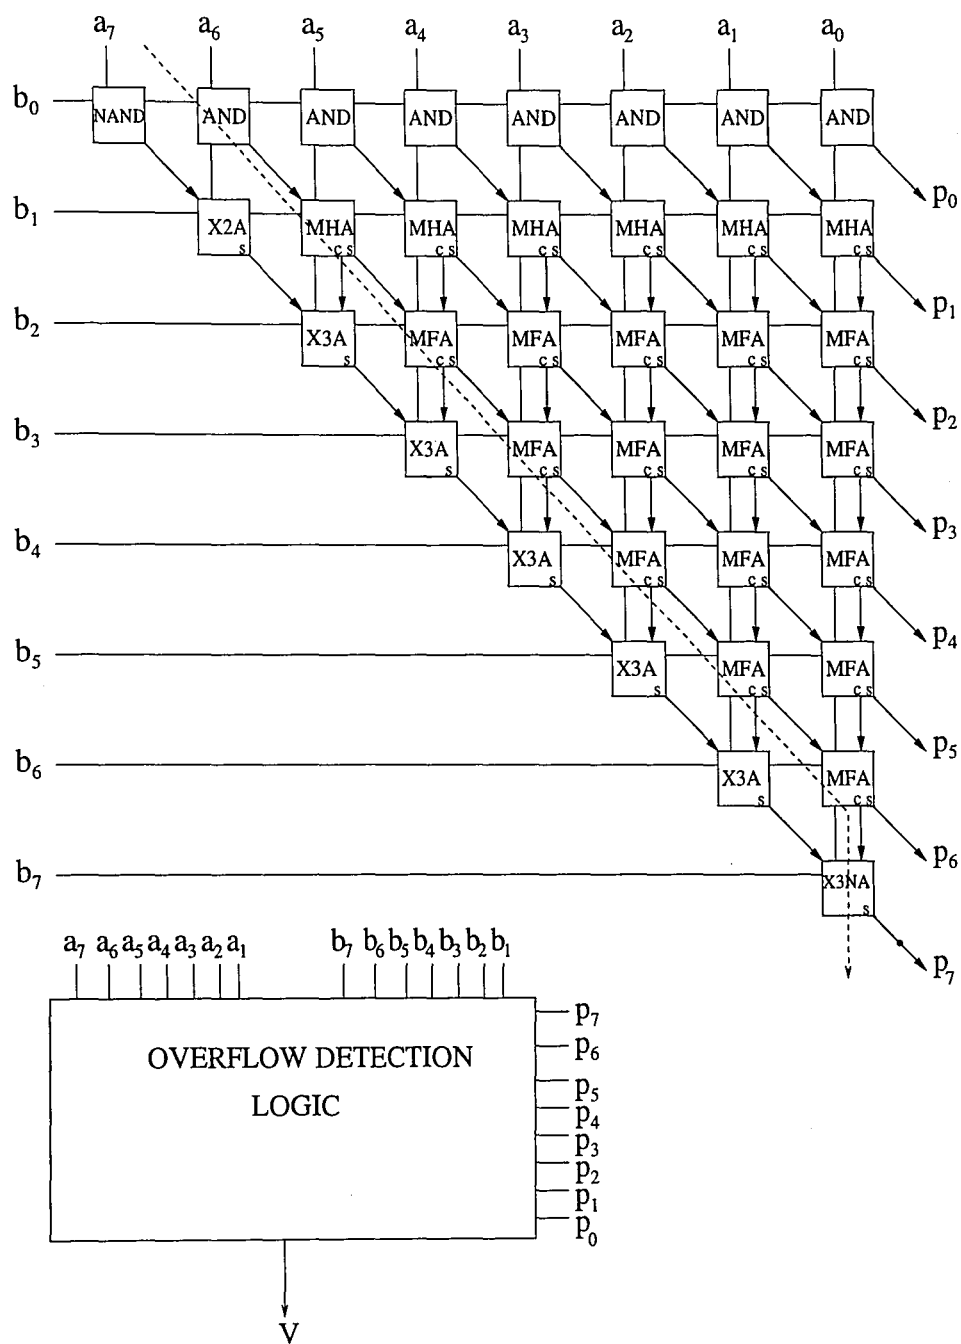 a₇ a₆ a₅ a₄ a₃ a₂ a₁ a₀
b₀ NAND AND AND AND AND AND AND AND
p₀
b₁ X2A s MHA c s MHA c s MHA c s MHA c s MHA c s MHA c s
p₁
b₂ X3A s MFA c s MFA c s MFA c s MFA c s MFA c s
p₂
b₃ X3A s MFA c s MFA c s MFA c s MFA c s
p₃
b₄ X3A s MFA c s MFA c s MFA c s
p₄
b₅ X3A s MFA c s MFA c s
p₅
b₆ X3A s MFA c s
p₆
b₇ X3NA s
p₇
a₇ a₆ a₅ a₄ a₃ a₂ a₁ b₇ b₆ b₅ b₄ b₃ b₂ b₁
OVERFLOW DETECTION
LOGIC
p₇
p₆
p₅
p₄
p₃
p₂
p₁
p₀
V